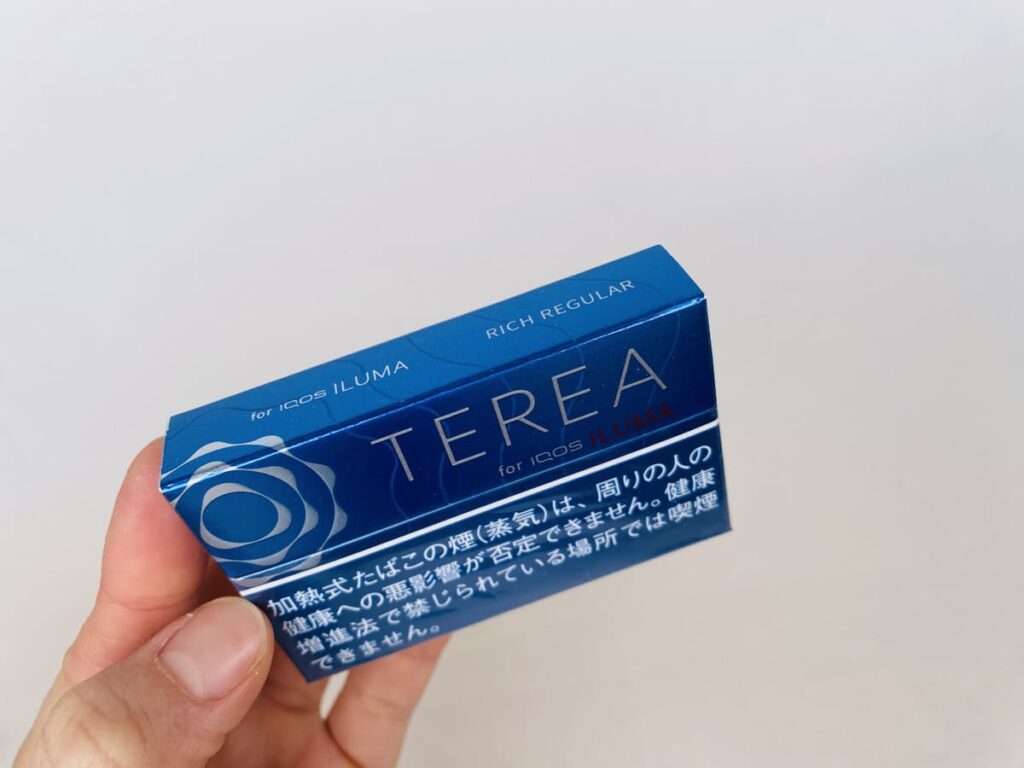 for IQOS ILUMA
RICH REGULAR
TEREA
for IQOS ILUMA
加熱式たばこの煙(蒸気)は、周りの人の
健康への悪影響が否定できません。健康
増進法で禁じられている場所では喫煙
できません。